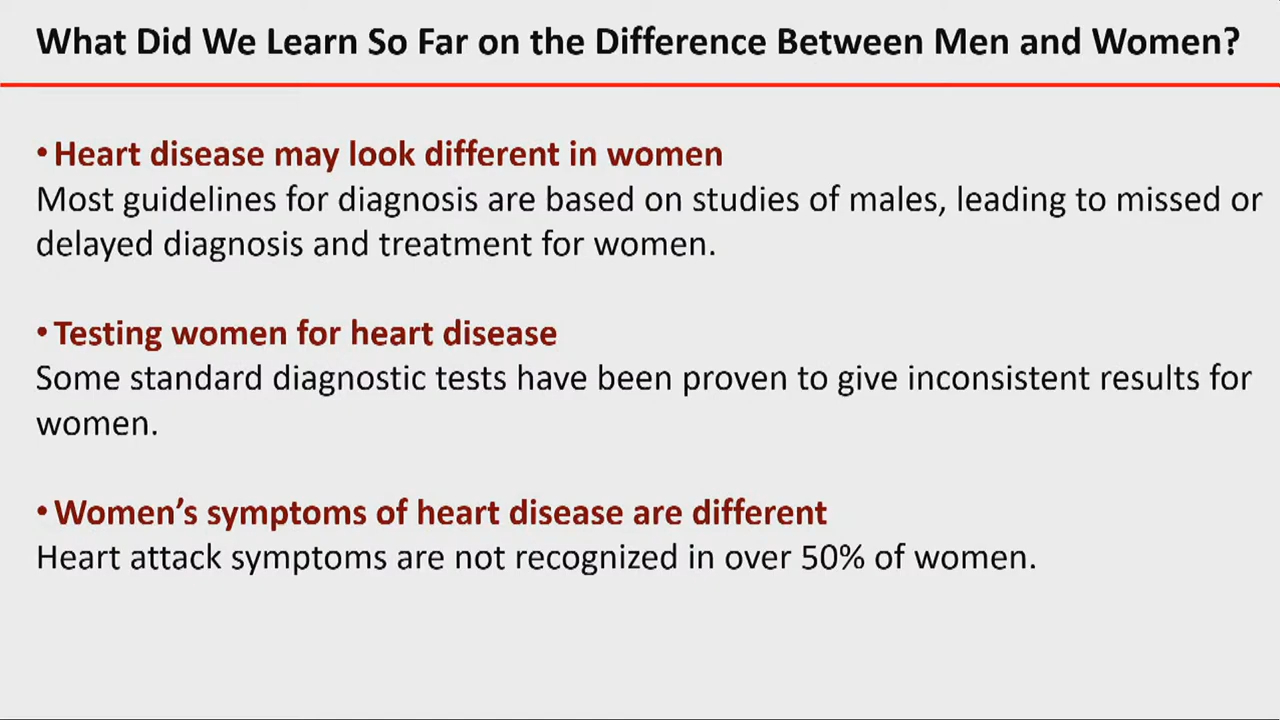 What Did We Learn So Far on the Difference Between Men and Women?
•Heart disease may look different in women
Most guidelines for diagnosis are based on studies of males, leading to missed or
delayed diagnosis and treatment for women.
•Testing women for heart disease
Some standard diagnostic tests have been proven to give inconsistent results for
women.
•Women’s symptoms of heart disease are different
Heart attack symptoms are not recognized in over 50% of women.